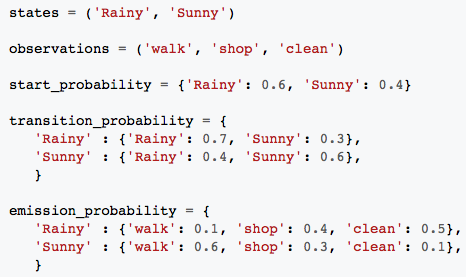 states = ('Rainy', 'Sunny')
observations = ('walk', 'shop', 'clean')
start_probability = {'Rainy': 0.6, 'Sunny': 0.4}
transition_probability = {
'Rainy' : {'Rainy': 0.7, 'Sunny': 0.3},
'Sunny' : {'Rainy': 0.4, 'Sunny': 0.6},
}
emission_probability = {
'Rainy' : {'walk': 0.1, 'shop': 0.4, 'clean': 0.5},
'Sunny' : {'walk': 0.6, 'shop': 0.3, 'clean': 0.1},
}